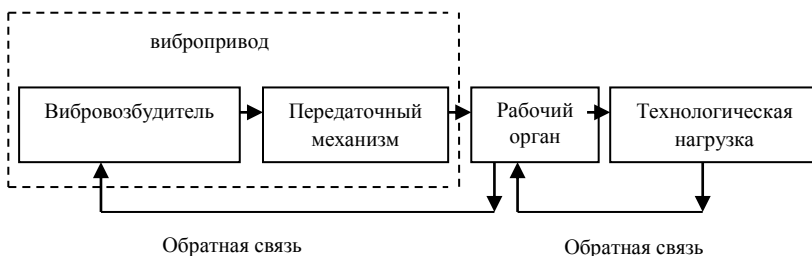 вибропривод
Вибровозбудитель
Передаточный
механизм
Рабочий
орган
Технологическая
нагрузка
Обратная связь
Обратная связь